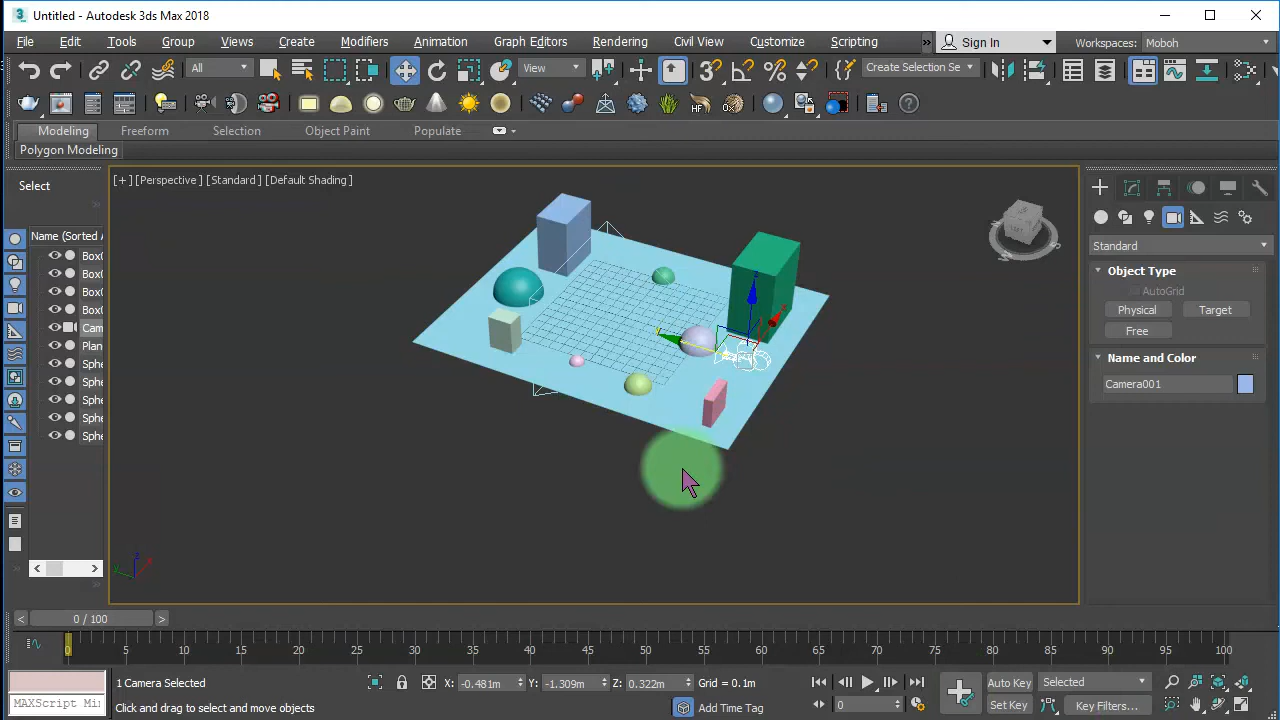 Untitled - Autodesk 3ds Max 2018
File Edit Tools Group Views Create Modifiers Animation Graph Editors Rendering Civil View Customize Scripting » Sign In Workspaces: Moboh
All View Create Selection Se
HF
Modeling Freeform Selection Object Paint Populate
Polygon Modeling
Select
[+] [Perspective] [Standard] [Default Shading]
Name (Sorted A
Box0
Box0
Box0
Box0
Cam
Plan
Sphe
Sphe
Sphe
Sphe
Sphe
Standard
Object Type
AutoGrid
Physical Target
Free
Name and Color
Camera001
< 0 / 100 >
0 5 10 15 20 25 30 35 40 45 50 55 60 65 70 75 80 85 90 95 100
1 Camera Selected X: -0.481m Y: -1.309m Z: 0.322m Grid = 0.1m Auto Key Selected
MAXScript Mi Click and drag to select and move objects Add Time Tag 0 Set Key Key Filters...